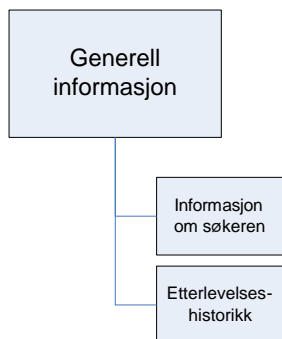 Generell
informasjon
Informasjon
om søkeren
Etterlevelses-
historikk